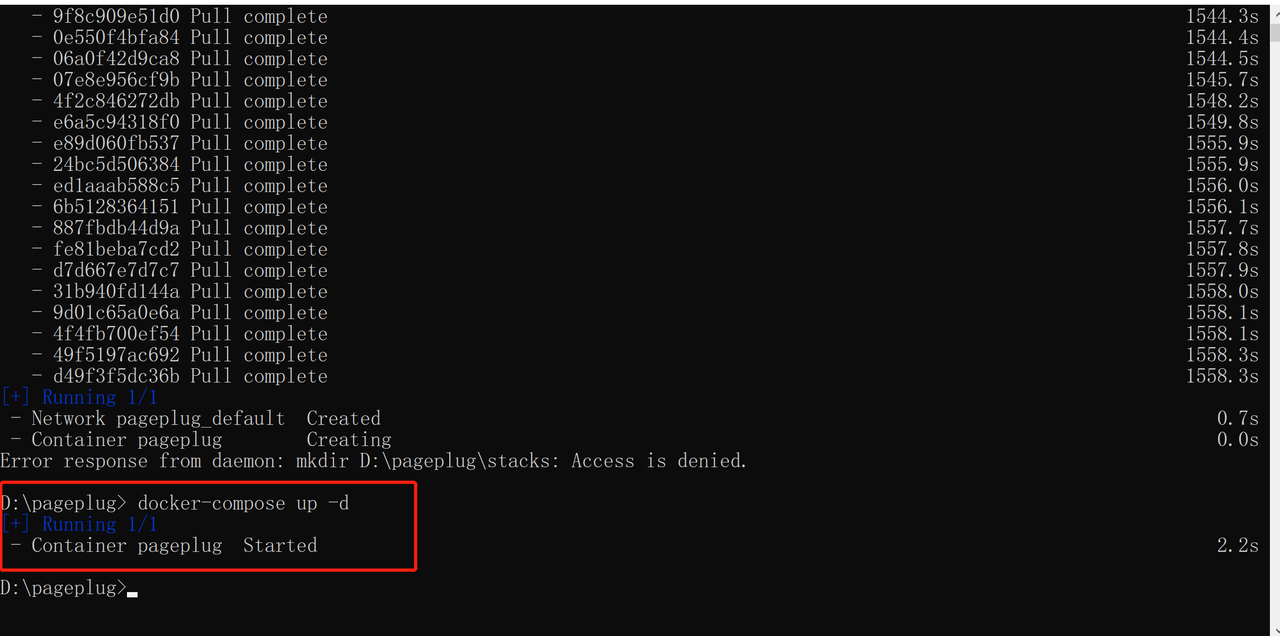 - 9f8c909e51d0 Pull complete 1544.3s
- 0e550f4bfa84 Pull complete 1544.4s
- 06a0f42d9ca8 Pull complete 1544.5s
- 07e8e956cf9b Pull complete 1545.7s
- 4f2c846272db Pull complete 1548.2s
- e6a5c94318f0 Pull complete 1549.8s
- e89d060fb537 Pull complete 1555.9s
- 24bc5d506384 Pull complete 1555.9s
- ed1aaab588c5 Pull complete 1556.0s
- 6b5128364151 Pull complete 1556.1s
- 887fbdb44d9a Pull complete 1557.7s
- fe81beba7cd2 Pull complete 1557.8s
- d7d667e7d7c7 Pull complete 1557.9s
- 31b940fd144a Pull complete 1558.0s
- 9d01c65a0e6a Pull complete 1558.1s
- 4f4fb700ef54 Pull complete 1558.1s
- 49f5197ac692 Pull complete 1558.3s
- d49f3f5dc36b Pull complete 1558.3s
[+] Running 1/1
- Network pageplug_default Created 0.7s
- Container pageplug Creating 0.0s
Error response from daemon: mkdir D:\pageplug\stacks: Access is denied.
D:\pageplug> docker-compose up -d
[+] Running 1/1
- Container pageplug Started 2.2s
D:\pageplug>